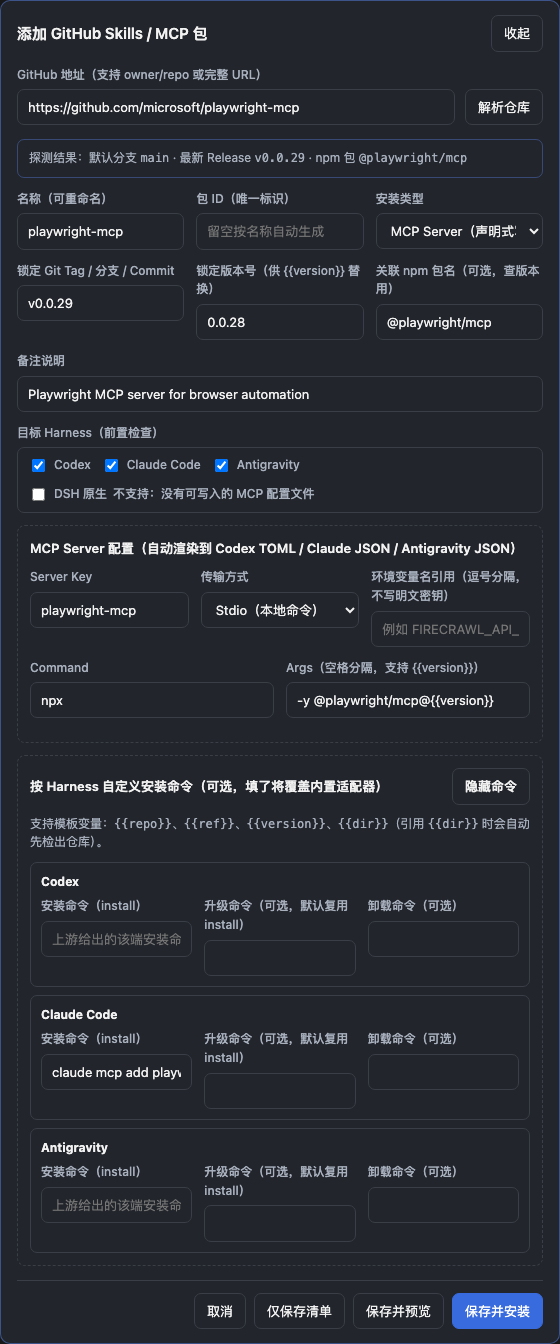 添加 GitHub Skills / MCP 包
收起
GitHub 地址（支持 owner/repo 或完整 URL）
https://github.com/microsoft/playwright-mcp
解析仓库
探测结果：默认分支 main · 最新 Release v0.0.29 · npm 包 @playwright/mcp
名称（可重命名）
包 ID（唯一标识）
安装类型
playwright-mcp
留空按名称自动生成
MCP Server（声明式
锁定 Git Tag / 分支 / Commit
锁定版本号（供 {{version}} 替
换）
关联 npm 包名（可选，查版本
用）
v0.0.29
0.0.28
@playwright/mcp
备注说明
Playwright MCP server for browser automation
目标 Harness（前置检查）
Codex
Claude Code
Antigravity
DSH 原生 不支持：没有可写入的 MCP 配置文件
MCP Server 配置（自动渲染到 Codex TOML / Claude JSON / Antigravity JSON）
Server Key
传输方式
环境变量名引用（逗号分隔，
不写明文密钥）
playwright-mcp
Stdio（本地命令）
例如 FIRECRAWL_API_
Command
Args（空格分隔，支持 {{version}}）
npx
-y @playwright/mcp@{{version}}
按 Harness 自定义安装命令（可选，填了将覆盖内置适配器）
隐藏命令
支持模板变量：{{repo}}、{{ref}}、{{version}}、{{dir}}（引用 {{dir}} 时会自动
先检出仓库）。
Codex
安装命令（install）
升级命令（可选，默认复用
install）
卸载命令（可选）
上游给出的该端安装命
Claude Code
安装命令（install）
升级命令（可选，默认复用
install）
卸载命令（可选）
claude mcp add playw
Antigravity
安装命令（install）
升级命令（可选，默认复用
install）
卸载命令（可选）
上游给出的该端安装命
取消
仅保存清单
保存并预览
保存并安装